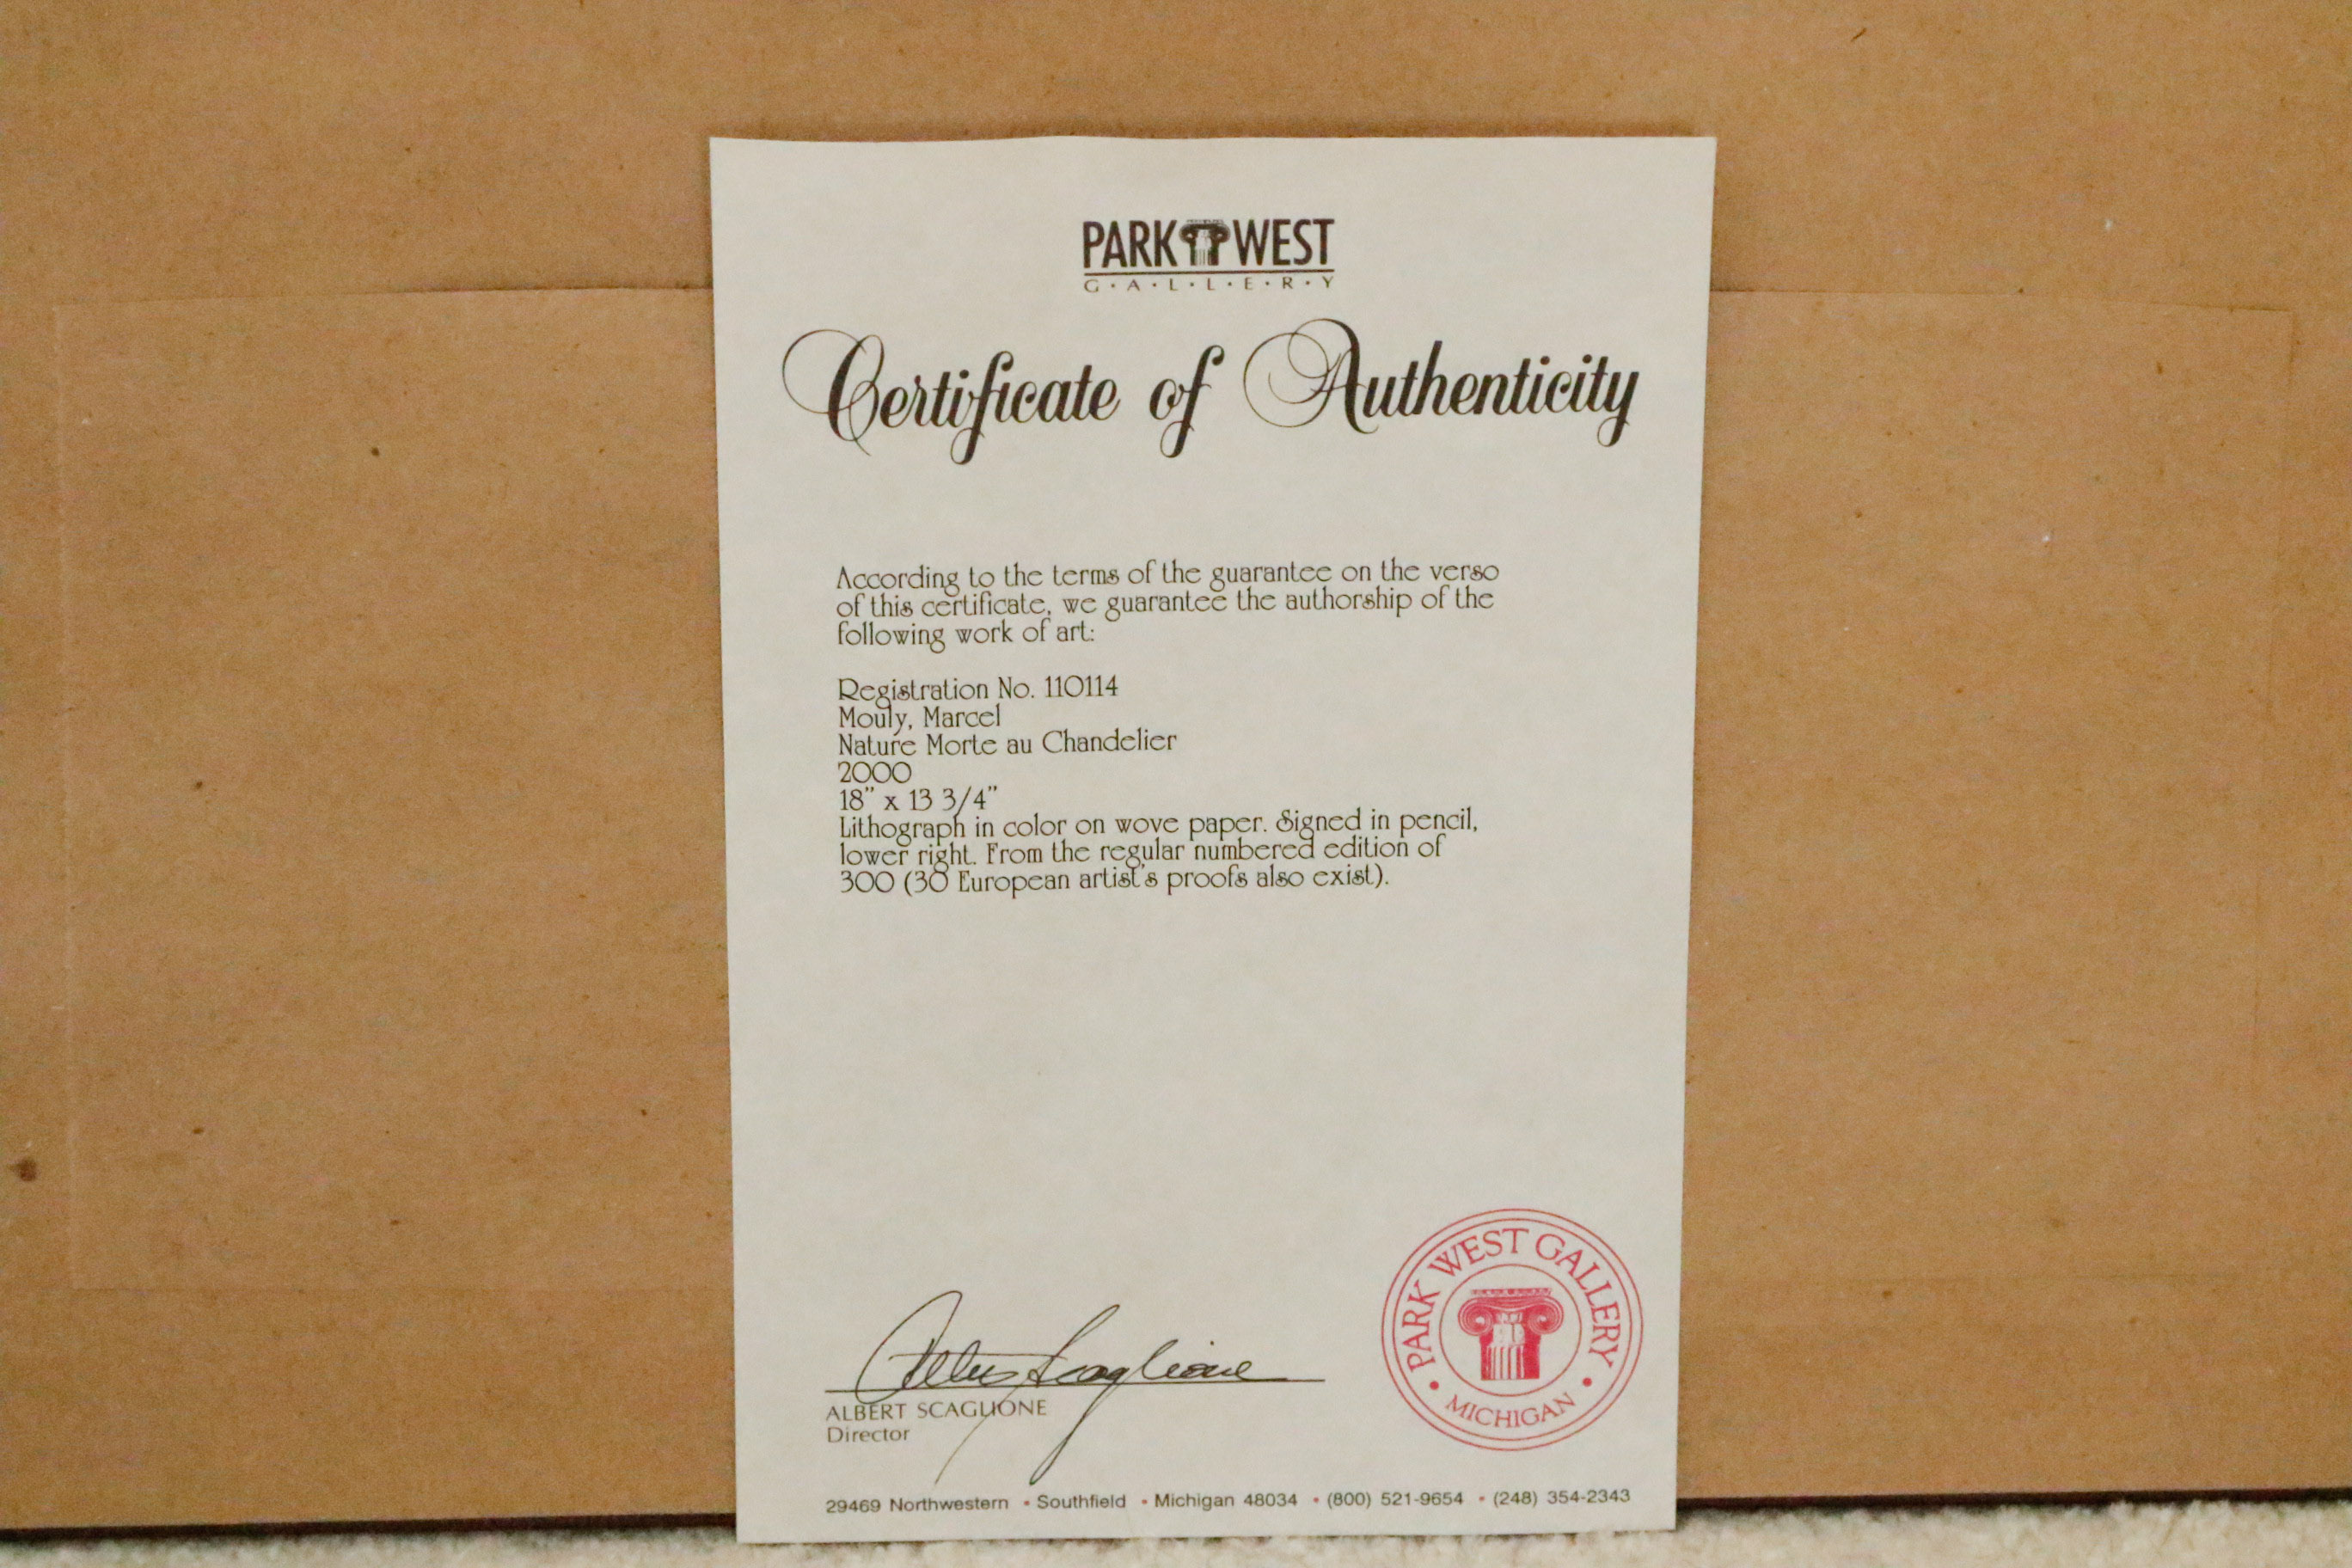 PARK WEST
G·A·L·L·E·R·Y
Certificate of Authenticity
According to the terms of the guarantee on the verso
of this certificate, we guarantee the authorship of the
following work of art:
Registration No. 110114
Mouly, Marcel
Nature Morte au Chandelier
2000
18” x 13 3/4”
Lithograph in color on wove paper. Signed in pencil,
lower right. From the regular numbered edition of
300 (30 European artist's proofs also exist).
Albert Scaglione
ALBERT SCAGLIONE
Director
PARK WEST GALLERY
• MICHIGAN •
29469 Northwestern • Southfield • Michigan 48034 • (800) 521-9654 • (248) 354-2343